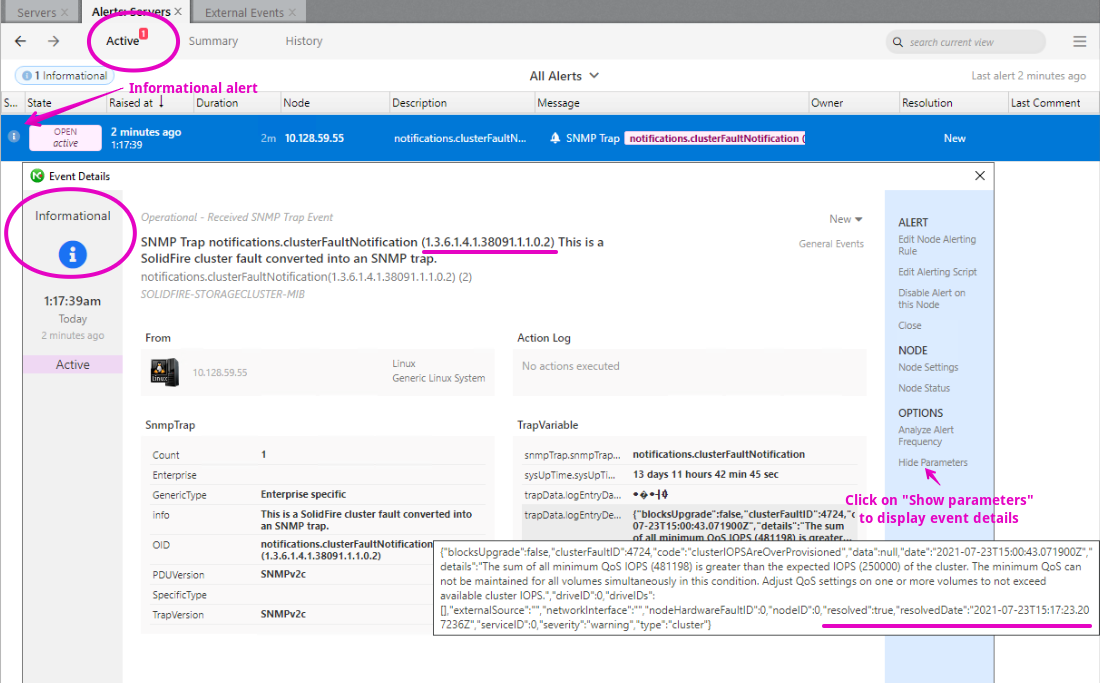 Servers
Alerts: Servers
External Events
Active 1
Summary
History
search current view
1 Informational
All Alerts
Last alert 2 minutes ago
Informational alert
S... State Raised at Duration Node Description Message Owner Resolution Last Comment
OPEN
active
2 minutes ago
1:17:39
2m 10.128.59.55 notifications.clusterFaultN... SNMP Trap notifications.clusterFaultNotification ( New
Event Details
Informational
1:17:39am
Today
2 minutes ago
Active
Operational - Received SNMP Trap Event
New
General Events
SNMP Trap notifications.clusterFaultNotification (1.3.6.1.4.1.38091.1.1.0.2) This is a
SolidFire cluster fault converted into an SNMP trap.
notifications.clusterFaultNotification(1.3.6.1.4.1.38091.1.1.0.2) (2)
SOLIDFIRE-STORAGECLUSTER-MIB
From
linux
10.128.59.55
Linux
Generic Linux System
Action Log
No actions executed
SnmpTrap
Count 1
Enterprise
GenericType Enterprise specific
info This is a SolidFire cluster fault converted into
an SNMP trap.
OID notifications.clusterFaultNotification
(1.3.6.1.4.1.38091.1.1.0.2)
PDUVersion SNMPv2c
SpecificType
TrapVersion SNMPv2c
TrapVariable
snmpTrap.snmpTrap... notifications.clusterFaultNotification
sysUpTime.sysUpTi... 13 days 11 hours 42 min 45 sec
trapData.logEntryDa...
trapData.logEntryDe... {"blocksUpgrade":false,"clusterFaultID":4724,"c
07-23T15:00:43.071900Z","details":"The sum
of all minimum QoS IOPS (481198) is greater...
ALERT
Edit Node Alerting
Rule
Edit Alerting Script
Disable Alert on
this Node
Close
NODE
Node Settings
Node Status
OPTIONS
Analyze Alert
Frequency
Hide Parameters
Click on "Show parameters"
to display event details
{"blocksUpgrade":false,"clusterFaultID":4724,"code":"clusterIOPSAreOverProvisioned","data":null,"date":"2021-07-23T15:00:43.071900Z","
details":"The sum of all minimum QoS IOPS (481198) is greater than the expected IOPS (250000) of the cluster. The minimum QoS can
not be maintained for all volumes simultaneously in this condition. Adjust QoS settings on one or more volumes to not exceed
available cluster IOPS.","driveID":0,"driveIDs":
[],"externalSource":"","networkInterface":"","nodeHardwareFaultID":0,"nodeID":0,"resolved":true,"resolvedDate":"2021-07-23T15:17:23.20
7236Z","serviceID":0,"severity":"warning","type":"cluster"}